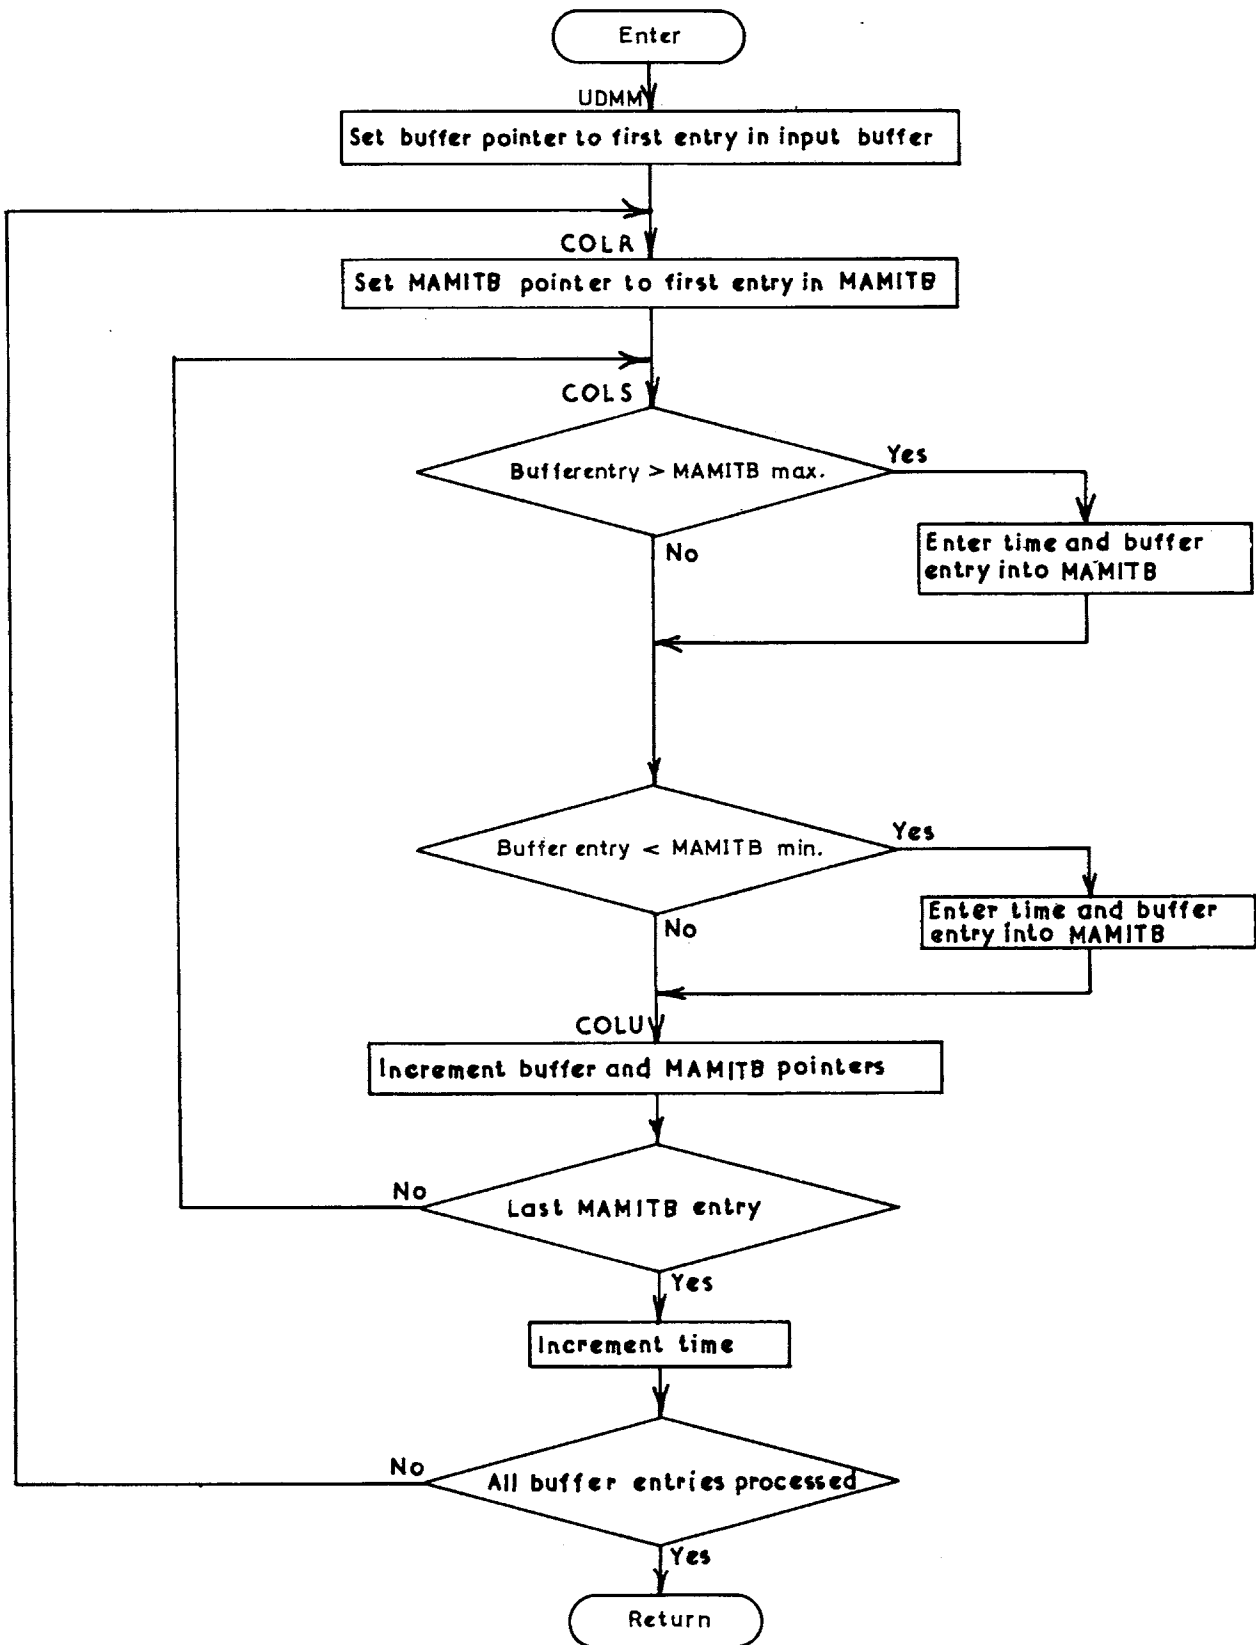 Enter
UDMM
Set buffer pointer to first entry in input buffer
COLR
Set MAMITB pointer to first entry in MAMITB
COLS
Bufferentry > MAMITB max.
Yes
No
Enter time and buffer
entry into MAMITB
Buffer entry < MAMITB min.
Yes
No
Enter time and buffer
entry into MAMITB
COLU
Increment buffer and MAMITB pointers
Last MAMITB entry
No
Yes
Increment time
All buffer entries processed
No
Yes
Return